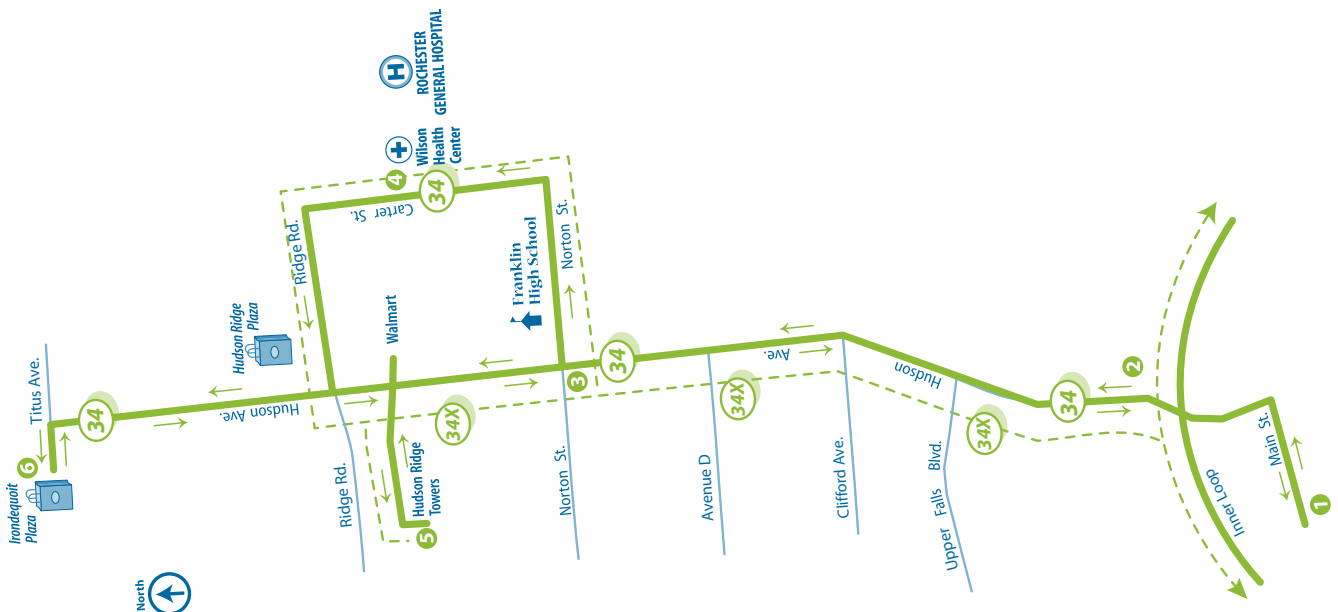 North
Irondequoit
Plaza
6
Titus Ave.
34
Hudson Ave.
Hudson Ridge
Plaza
Ridge Rd.
Carter St.
4
34
Wilson
Health
Center
H
ROCHESTER
GENERAL HOSPITAL
Walmart
Ridge Rd.
34X
5
Hudson Ridge
Towers
Franklin
High School
Norton St.
3
34
Norton St.
34X
Avenue D
Ave.
Clifford Ave.
Hudson
Upper Falls Blvd.
34X
34
2
Inner Loop
Main St.
1